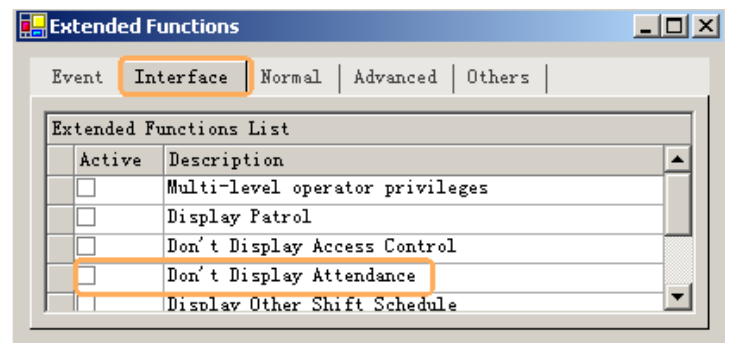 Extended Functions
Event Interface Normal Advanced Others
Extended Functions List
Active Description
Multi-level operator privileges
Display Patrol
Don't Display Access Control
Don't Display Attendance
Display Other Shift Schedule